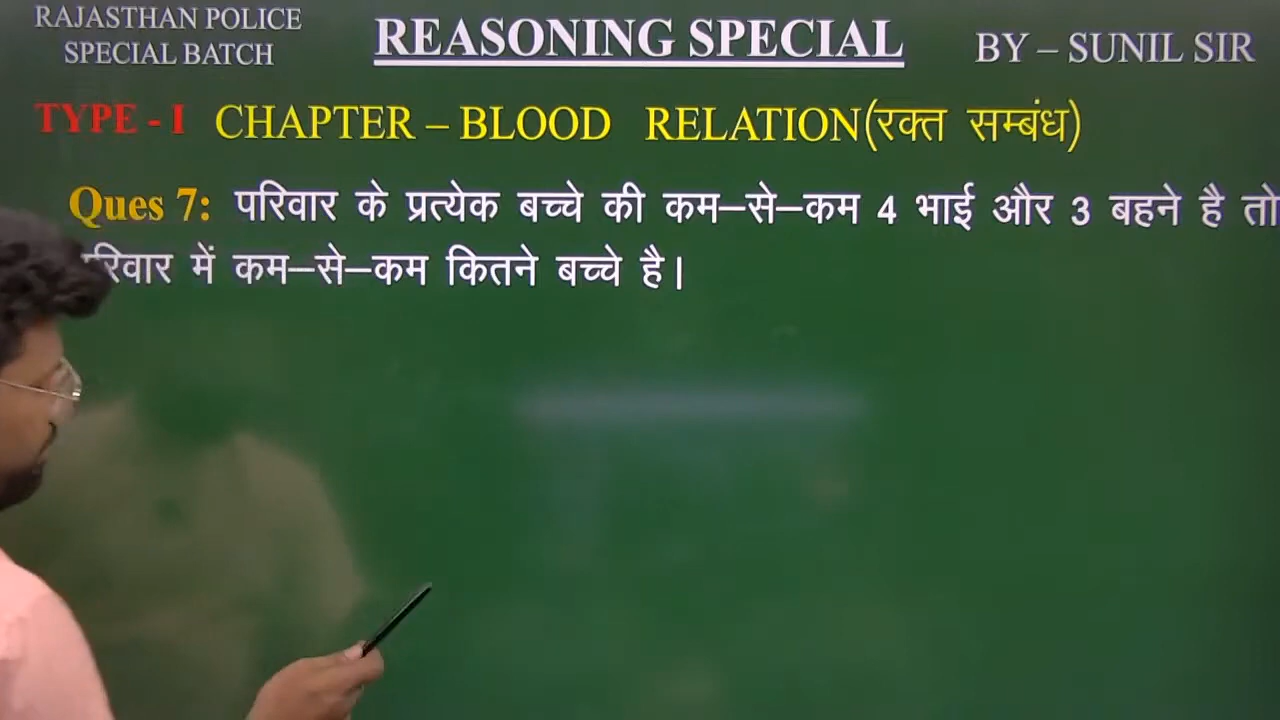 RAJASTHAN POLICE
SPECIAL BATCH
REASONING SPECIAL
BY – SUNIL SIR
TYPE - I CHAPTER – BLOOD RELATION(रक्त सम्बंध)
Ques 7: परिवार के प्रत्येक बच्चे की कम–से–कम 4 भाई और 3 बहने है तो
में कम–से–कम कितने बच्चे है।